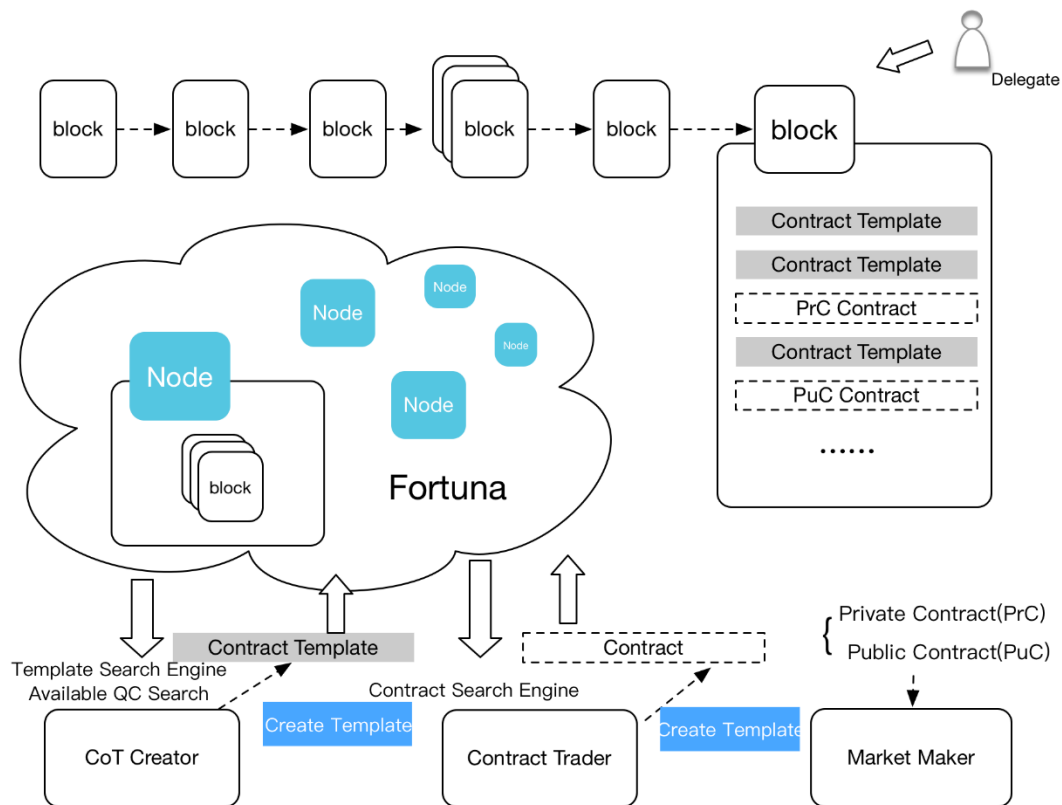 Delegate
block
block
block
block
block
block
Contract Template
Contract Template
PrC Contract
Contract Template
PuC Contract
......
Node
Node
Node
Node
Node
block
Fortuna
Contract Template
Contract
Private Contract(PrC)
Public Contract(PuC)
Template Search Engine
Available QC Search
Contract Search Engine
Create Template
Create Template
CoT Creator
Contract Trader
Market Maker